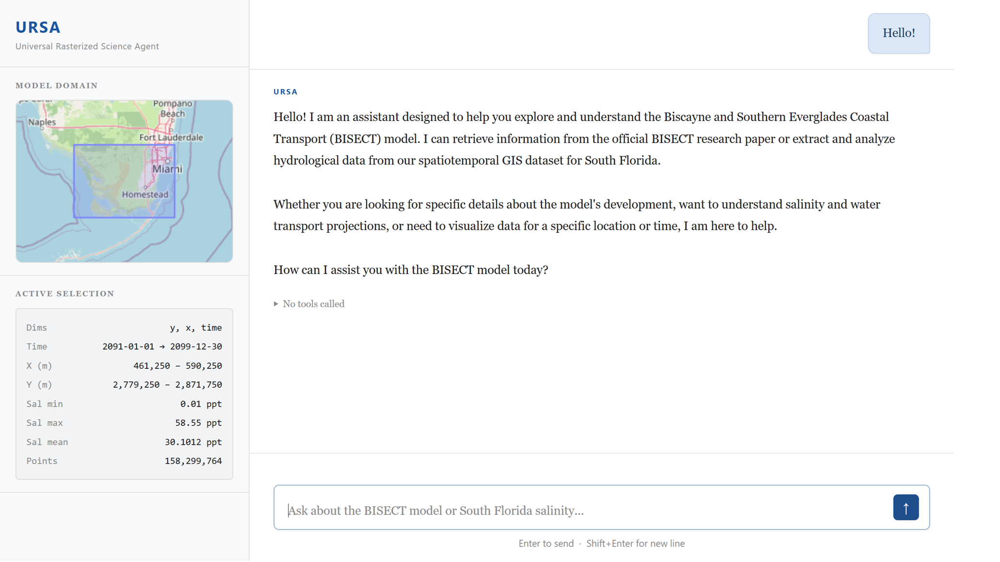 URSA
Universal Rasterized Science Agent
MODEL DOMAIN
Pompano
Beach
Naples
Fort Lauderdale
Miami
Homestead
ACTIVE SELECTION
Dims y, x, time
Time 2091-01-01 → 2099-12-30
X (m) 461,250 – 590,250
Y (m) 2,779,250 – 2,871,750
Sal min 0.01 ppt
Sal max 58.55 ppt
Sal mean 30.1012 ppt
Points 158,299,764
Hello!
URSA
Hello! I am an assistant designed to help you explore and understand the Biscayne and Southern Everglades Coastal
Transport (BISECT) model. I can retrieve information from the official BISECT research paper or extract and analyze
hydrological data from our spatiotemporal GIS dataset for South Florida.
Whether you are looking for specific details about the model's development, want to understand salinity and water
transport projections, or need to visualize data for a specific location or time, I am here to help.
How can I assist you with the BISECT model today?
▶ No tools called
Ask about the BISECT model or South Florida salinity...
↑
Enter to send · Shift+Enter for new line